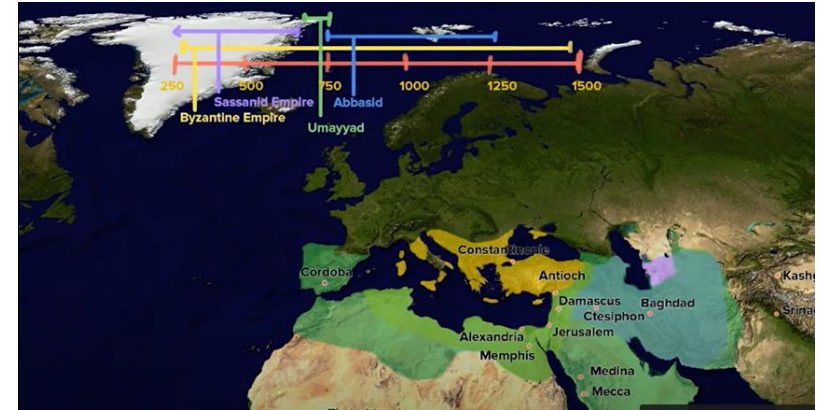 250 500 750 1000 1250 1500
Sassanid Empire Abbasid
Byzantine Empire
Umayyad
Constantinople
Cordoba
Antioch
Damascus Baghdad
Ctesiphon
Alexandria Jerusalem
Memphis
Medina
Mecca